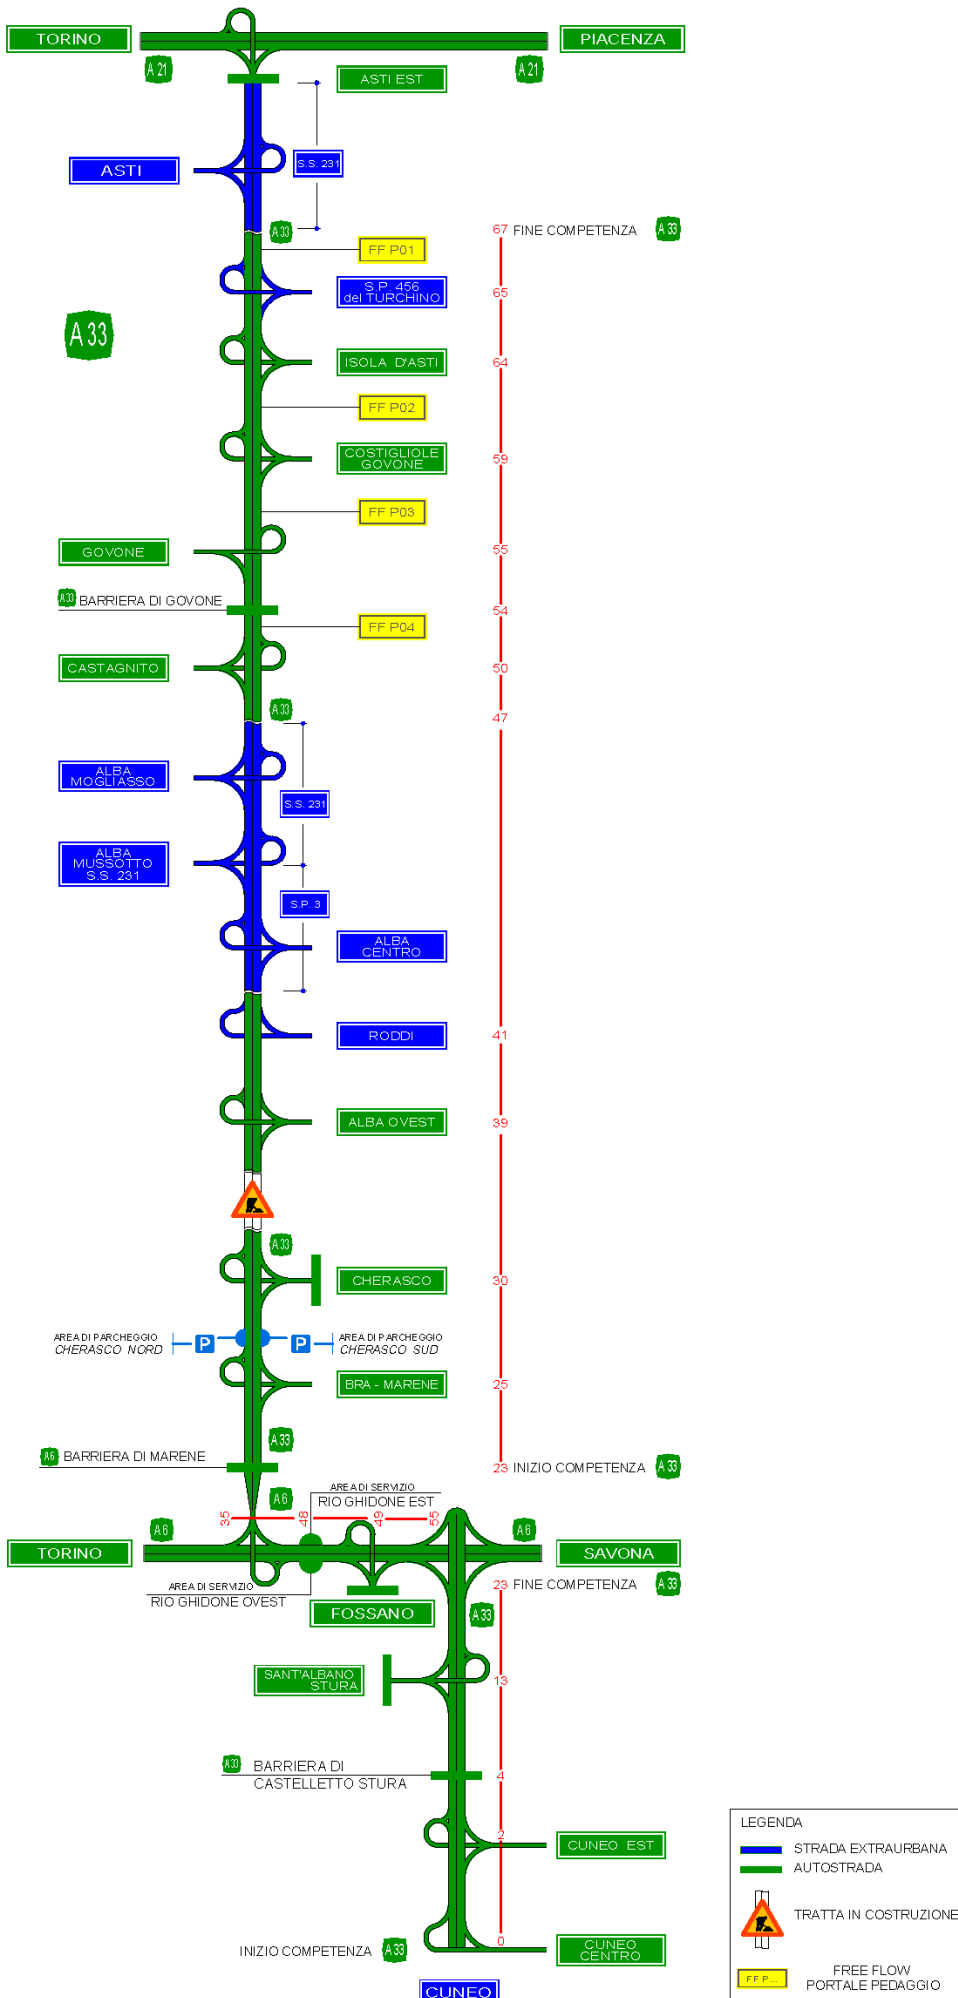 TORINO
PIACENZA
A 21
A 21
ASTI EST
ASTI
S.S. 231
A 33
67 FINE COMPETENZA A 33
FF P01
S.P. 456
del TURCHINO
65
A 33
ISOLA D'ASTI
64
FF P02
COSTIGLIOLE
GOVONE
59
FF P03
GOVONE
55
A33 BARRIERA DI GOVONE
54
FF P04
CASTAGNITO
50
A 33
47
ALBA
MOGLIASSO
S.S. 231
ALBA
MUSSOTTO
S.S. 231
S.P. 3
ALBA
CENTRO
RODDI
41
ALBA OVEST
39
A 33
CHERASCO
30
AREA DI PARCHEGGIO
CHERASCO NORD
P
P
AREA DI PARCHEGGIO
CHERASCO SUD
BRA - MARENE
25
A 33
A6 BARRIERA DI MARENE
23 INIZIO COMPETENZA A 33
AREA DI SERVIZIO
RIO GHIDONE EST
A6
35
48
49
55
A6
A6
TORINO
SAVONA
AREA DI SERVIZIO
RIO GHIDONE OVEST
23 FINE COMPETENZA A 33
FOSSANO
A 33
SANT'ALBANO
STURA
13
A33 BARRIERA DI
CASTELLETTO STURA
4
2
CUNEO EST
0
INIZIO COMPETENZA A 33
CUNEO
CENTRO
CUNEO
LEGENDA
STRADA EXTRAURBANA
AUTOSTRADA
TRATTA IN COSTRUZIONE
FF P...
FREE FLOW
PORTALE PEDAGGIO